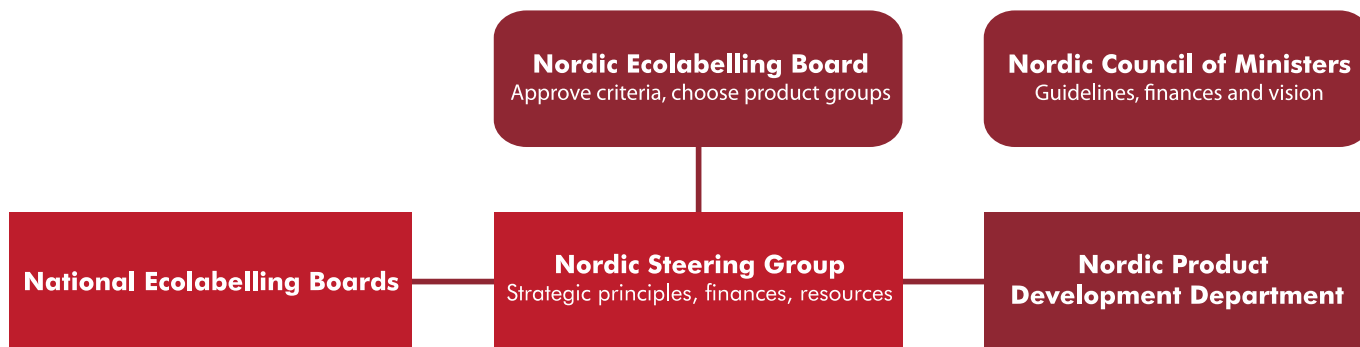 Nordic Ecolabelling Board
Approve criteria, choose product groups
Nordic Council of Ministers
Guidelines, finances and vision
National Ecolabelling Boards
Nordic Steering Group
Strategic principles, finances, resources
Nordic Product
Development Department